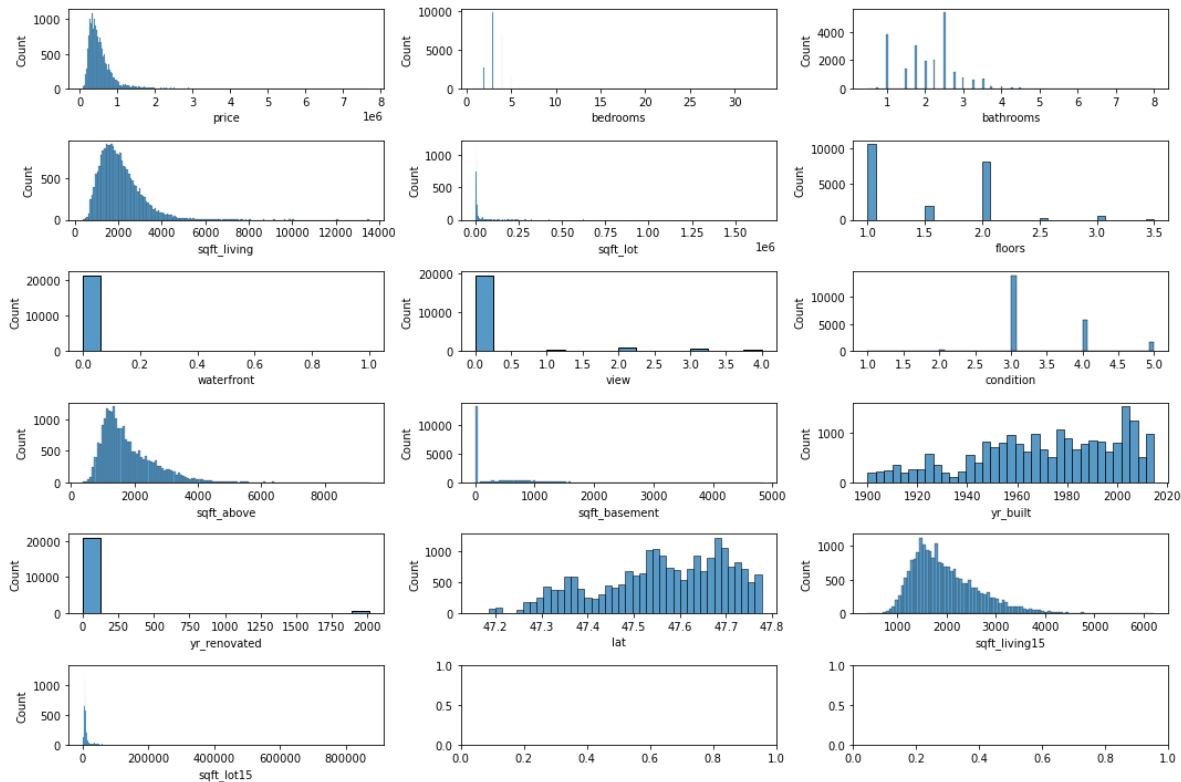 1000
500
0
Count
0 1 2 3 4 5 6 7 8
1e6
price
10000
5000
0
Count
0 5 10 15 20 25 30
bedrooms
4000
2000
0
Count
1 2 3 4 5 6 7 8
bathrooms
500
0
Count
0 2000 4000 6000 8000 10000 12000 14000
sqft_living
1000
500
0
Count
0.00 0.25 0.50 0.75 1.00 1.25 1.50
1e6
sqft_lot
10000
5000
0
Count
1.0 1.5 2.0 2.5 3.0 3.5
floors
20000
10000
0
Count
0.0 0.2 0.4 0.6 0.8 1.0
waterfront
20000
10000
0
Count
0.0 0.5 1.0 1.5 2.0 2.5 3.0 3.5 4.0
view
10000
5000
0
Count
1.0 1.5 2.0 2.5 3.0 3.5 4.0 4.5 5.0
condition
1000
500
0
Count
0 2000 4000 6000 8000
sqft_above
10000
5000
0
Count
0 1000 2000 3000 4000 5000
sqft_basement
1000
0
Count
1900 1920 1940 1960 1980 2000 2020
yr_built
20000
10000
0
Count
0 250 500 750 1000 1250 1500 1750 2000
yr_renovated
1000
500
0
Count
47.2 47.3 47.4 47.5 47.6 47.7 47.8
lat
1000
500
0
Count
1000 2000 3000 4000 5000 6000
sqft_living15
1000
500
0
Count
0 200000 400000 600000 800000
sqft_lot15
1.0
0.5
0.0
0.0 0.2 0.4 0.6 0.8 1.0
1.0
0.5
0.0
0.0 0.2 0.4 0.6 0.8 1.0